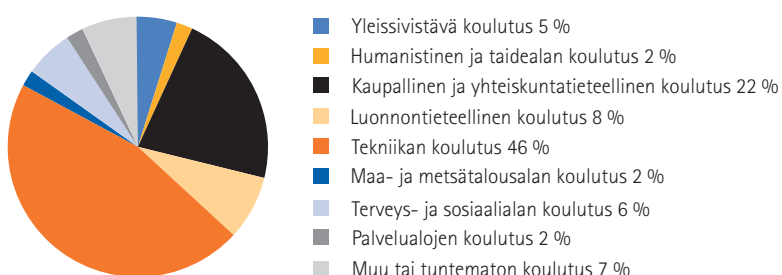 Yleissivistävä koulutus 5 %
Humanistinen ja taidealan koulutus 2 %
Kaupallinen ja yhteiskuntatieteellinen koulutus 22 %
Luonnontieteellinen koulutus 8 %
Tekniikan koulutus 46 %
Maa- ja metsätalousalan koulutus 2 %
Terveys- ja sosiaalialan koulutus 6 %
Palvelualojen koulutus 2 %
Muu tai tuntematon koulutus 7 %